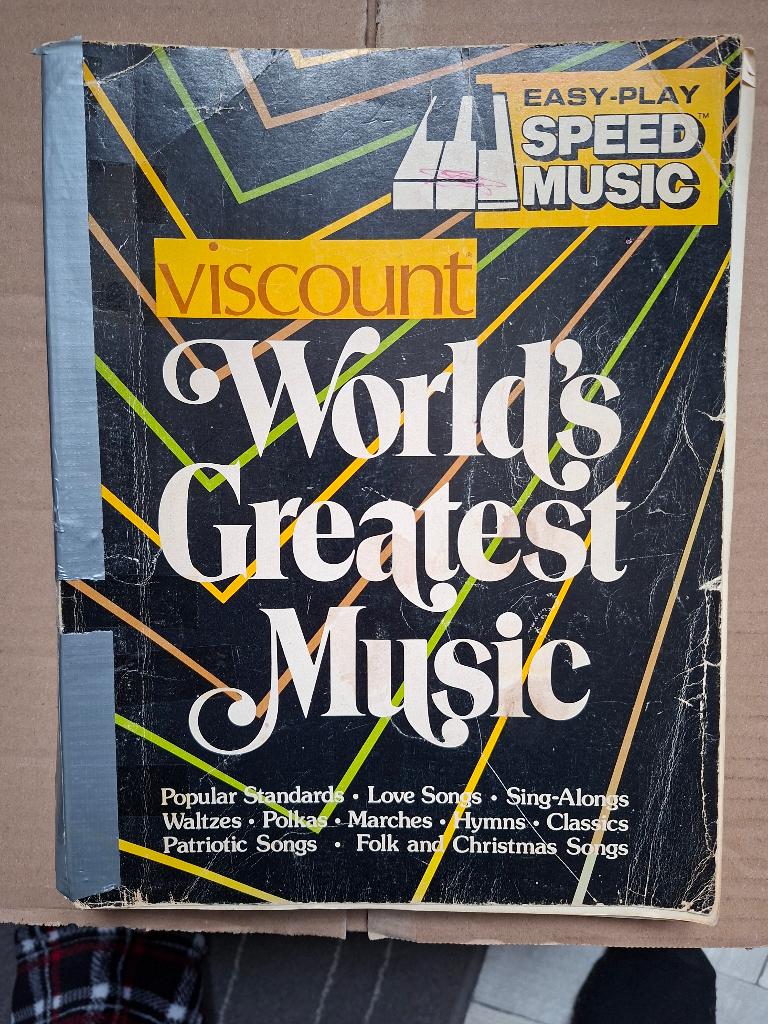 EASY-PLAY
SPEED™
MUSIC
viscount®
World's
Greatest
Music
Popular Standards • Love Songs • Sing-Alongs
Waltzes • Polkas • Marches • Hymns • Classics
Patriotic Songs • Folk and Christmas Songs